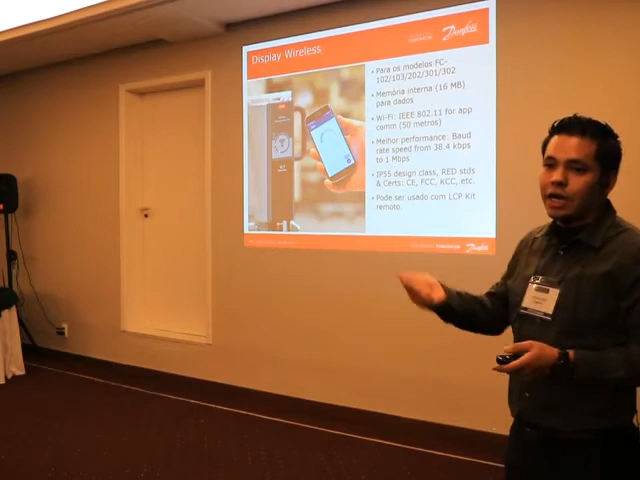 Display Wireless
Danfoss
• Para os modelos FC-
102/103/202/301/302
• Memória interna (16 MB)
para dados
• Wi-Fi: IEEE 802.11 for app
comm (50 metros)
• Melhor performance: Baud
rate speed from 38.4 kbps
to 1 Mbps
• IP55 design class, RED stds
& Certs: CE, FCC, KCC, etc.
• Pode ser usado com LCP Kit
remoto.
Danfoss